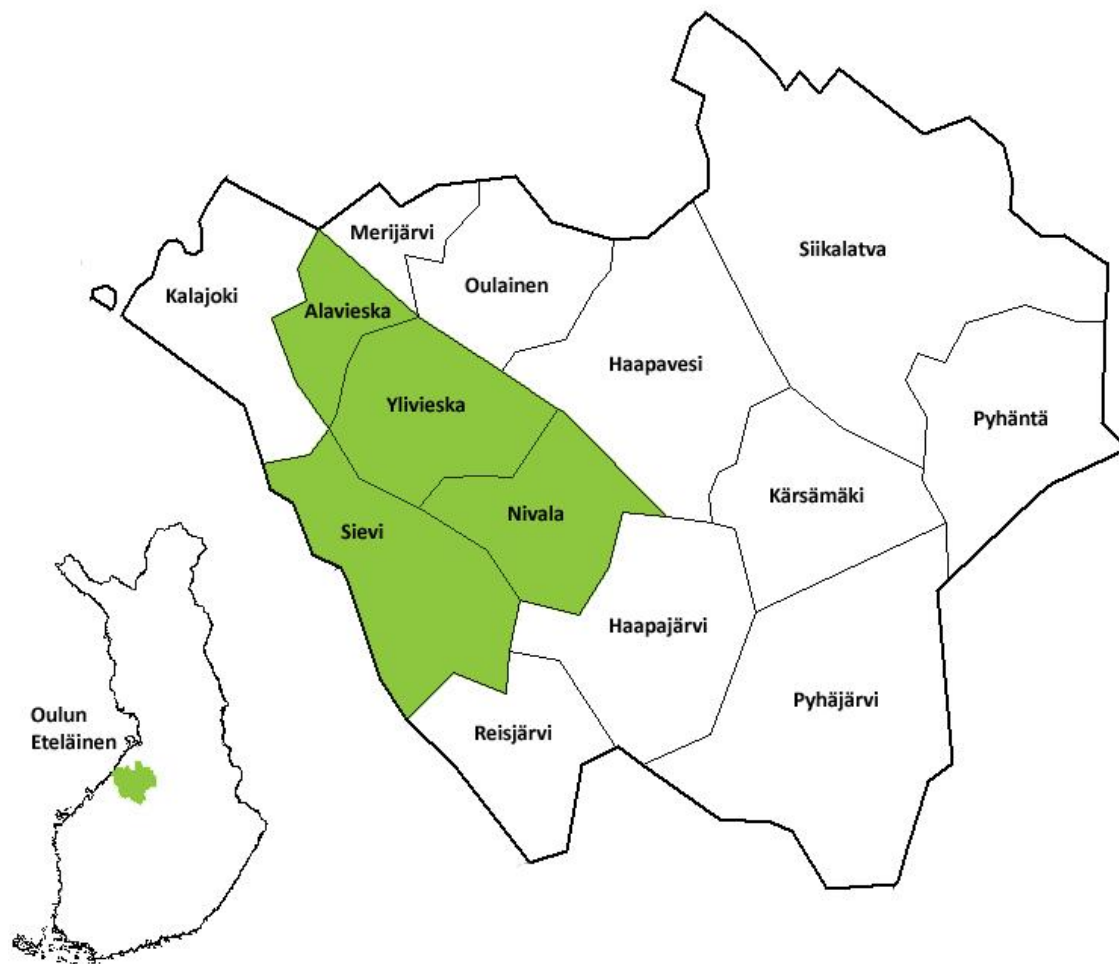 Siikalatva
Merijärvi
Oulainen
Kalajoki
Alavieska
Haapavesi
Ylivieska
Pyhäntä
Kärsämäki
Nivala
Sievi
Haapajärvi
Pyhäjärvi
Reisjärvi
Oulun
Eteläinen